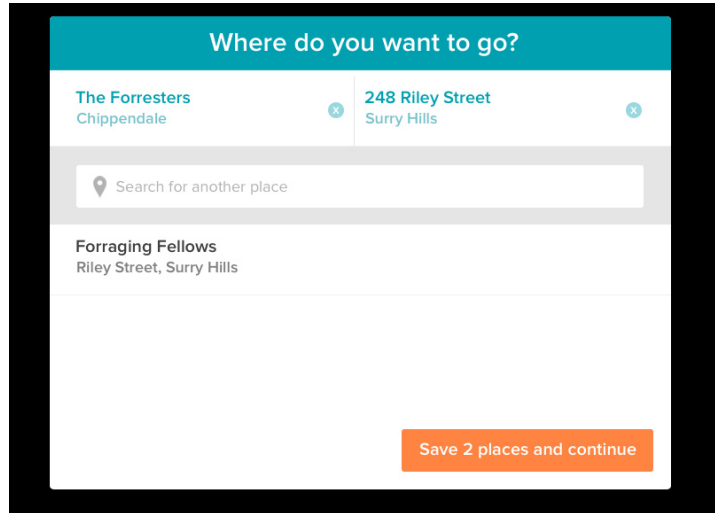 Where do you want to go?
The Forresters
Chippendale
x
248 Riley Street
Surry Hills
x
Search for another place
Forraging Fellows
Riley Street, Surry Hills
Save 2 places and continue